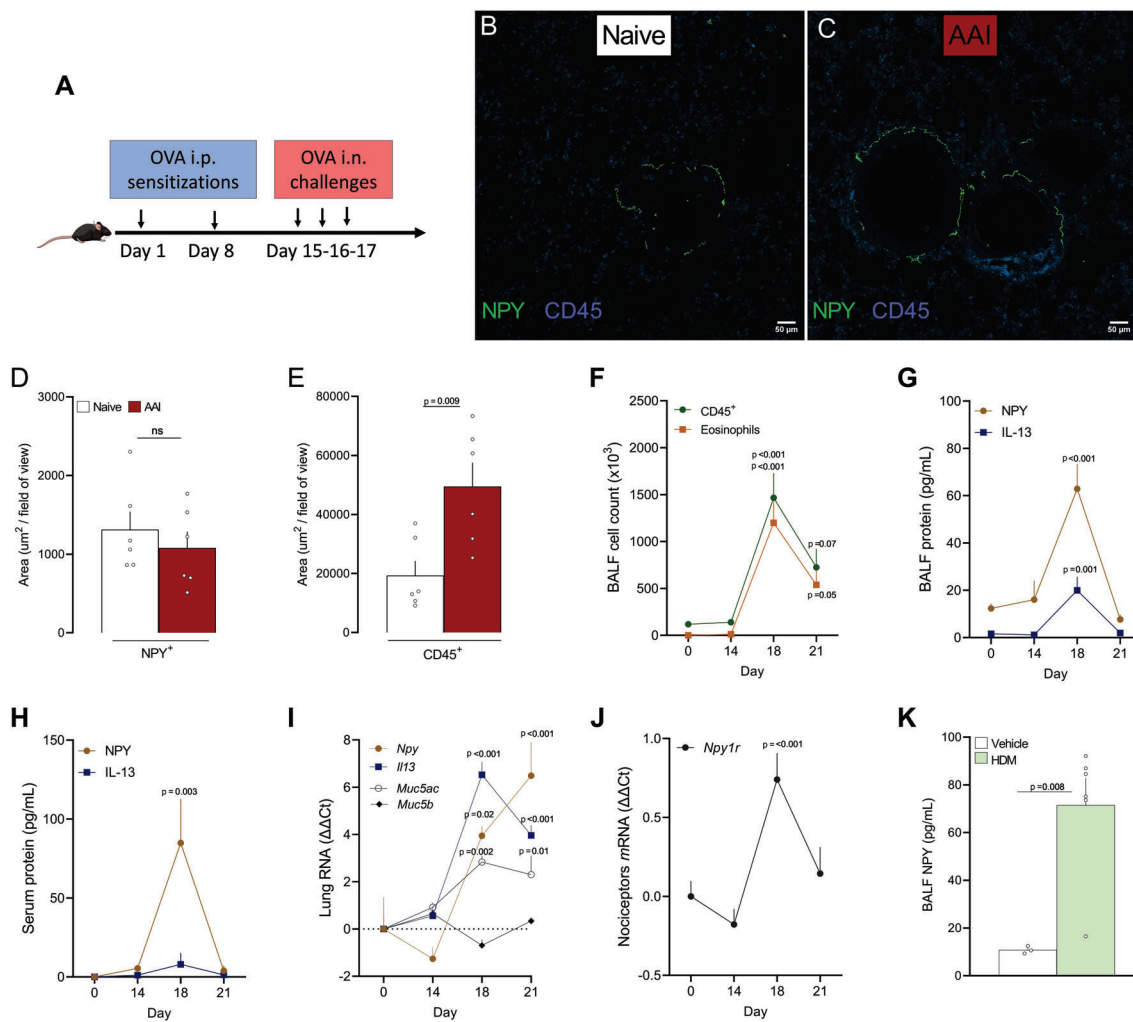 A
OVA i.p.
sensitizations
OVA i.n.
challenges
Day 1
Day 8
Day 15-16-17
B
Naive
NPY CD45
50 µm
C
AAI
NPY CD45
50 µm
D
Area (um² / field of view)
3000
2000
1000
0
Naive
AAI
ns
NPY⁺
E
Area (um² / field of view)
80000
60000
40000
20000
0
p = 0.009
CD45⁺
F
BALF cell count (x10³)
2500
2000
1500
1000
500
0
CD45⁺
Eosinophils
p <0.001
p <0.001
p =0.07
p =0.05
0 14 18 21
Day
G
BALF protein (pg/mL)
80
60
40
20
0
NPY
IL-13
p <0.001
p =0.001
0 14 18 21
Day
H
Serum protein (pg/mL)
150
100
50
0
NPY
IL-13
p = 0.003
0 14 18 21
Day
I
Lung RNA (ΔΔCt)
8
6
4
2
0
-2
Npy
Il13
Muc5ac
Muc5b
p <0.001
p <0.001
p =0.02
p <0.001
p =0.002
p =0.01
0 14 18 21
Day
J
Nociceptors mRNA (ΔΔCt)
1.0
0.5
0.0
-0.5
Npy1r
p =<0.001
0 14 18 21
Day
K
BALF NPY (pg/mL)
100
80
60
40
20
0
Vehicle
HDM
p =0.008